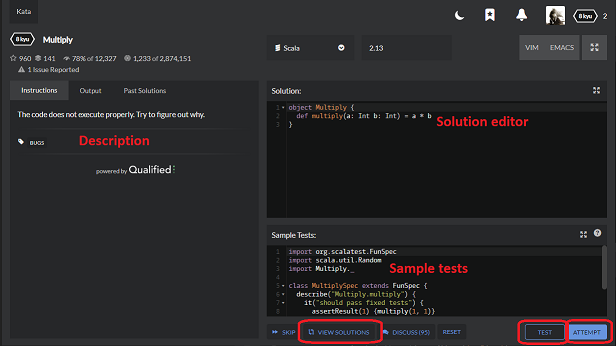 Kata
8 kyu
2
8 kyu Multiply
960 141 78% of 12,327 1,233 of 2,874,151
1 Issue Reported
Scala
2.13
VIM EMACS
Instructions Output Past Solutions
The code does not execute properly. Try to figure out why.
BUGS
Description
powered by Qualified
Solution:
1 object Multiply {
2 def multiply(a: Int b: Int) = a * b
3 }
Solution editor
Sample Tests:
1 import org.scalatest.FunSpec
2 import scala.util.Random
3 import Multiply._
4
5 class MultiplySpec extends FunSpec {
6 describe("Multiply.multiply") {
7 it("should pass fixed tests") {
8 assertResult(1) {multiply(1, 1)}
Sample tests
SKIP VIEW SOLUTIONS DISCUSS (95) RESET TEST ATTEMPT